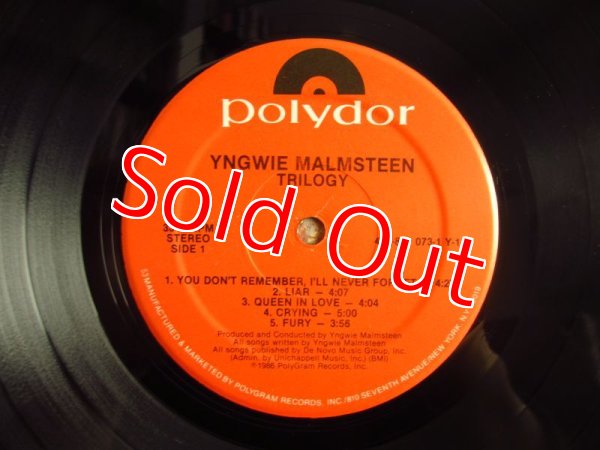 polydor
YNGWIE MALMSTEEN
TRILOGY
Sold Out
STEREO
SIDE 1
073-1 Y-1
1. YOU DON'T REMEMBER, I'LL NEVER
2. LIAR — 4:07
3. QUEEN IN LOVE — 4:04
4. CRYING — 5:00
5. FURY — 3:56
Produced and Conducted by Yngwie Malmsteen
All songs written by Yngwie Malmsteen
All songs published by De Novo Music Group, Inc.
(Admin. by Unichappell Music, Inc.) (BMI)
℗1986 PolyGram Records, Inc.
MANUFACTURED & MARKETED BY POLYGRAM RECORDS, INC./810 SEVENTH AVENUE/NEW YORK, N.Y.